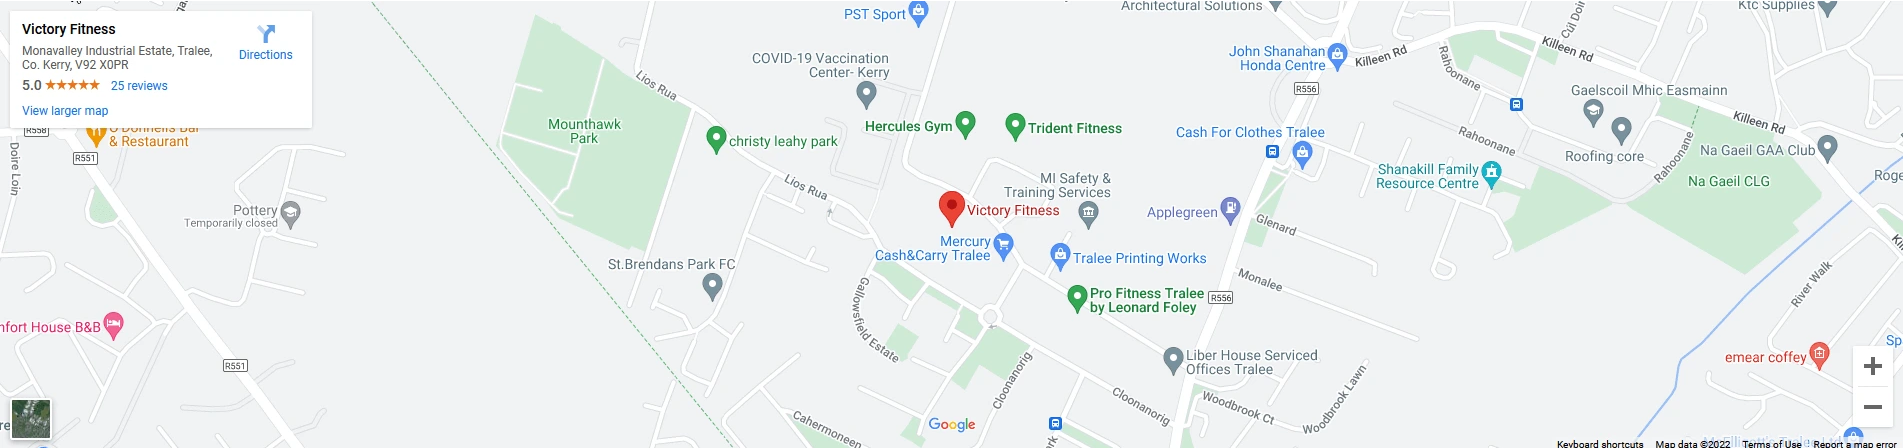 Victory Fitness
Monavalley Industrial Estate, Tralee,
Co. Kerry, V92 X0PR
5.0
25 reviews
View larger map
Directions
R558
O'Donnells Bar
& Restaurant
R551
Doire Loin
Pottery
Temporarily closed
nfort House B&B
R551
Mounthawk
Park
Lios Rua
christy leahy park
Lios Rua
St.Brendans Park FC
PST Sport
COVID-19 Vaccination
Center- Kerry
Hercules Gym
Trident Fitness
MI Safety &
Training Services
Victory Fitness
Mercury
Cash&Carry Tralee
Tralee Printing Works
Pro Fitness Tralee
by Leonard Foley
Gallowsfield Estate
Cloonanorig
Cloonanorig
Cahermoneen
Google
Liber House Serviced
Offices Tralee
Woodbrook Ct
Woodbrook Lawn
Architectural Solutions
John Shanahan
Honda Centre
Killeen Rd
R556
Cash For Clothes Tralee
Applegreen
Glenard
Monalee
R556
Shanakill Family
Resource Centre
Rahoonane
Rahoonane
Rahoonane
Cúil Doir
Killeen Rd
Ktc Supplies
Gaelscoil Mhic Easmainn
Roofing core
Killeen Rd
Na Gaeil GAA Club
Na Gaeil CLG
Roge
Ki
River Walk
emear coffey
Sp
ark
Keyboard shortcuts
Map data ©2022
Terms of Use
Report a map error